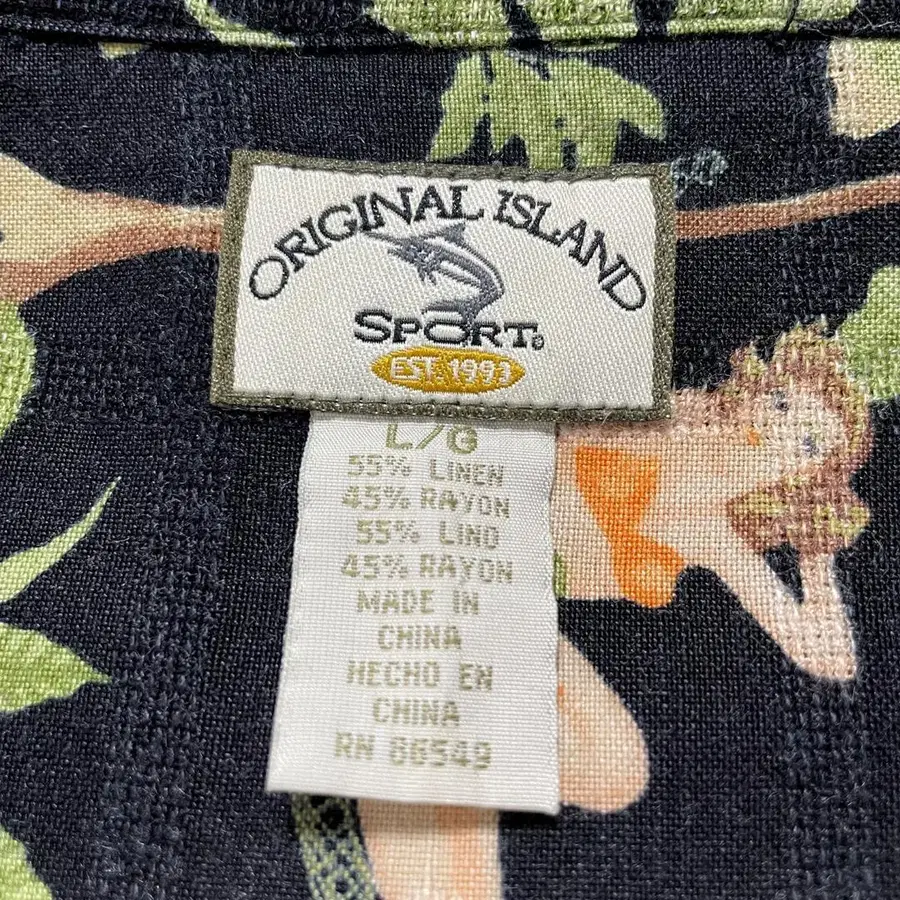 ORIGINAL ISLAND
SPORT®
EST. 1993
L/G
55% LINEN
45% RAYON
55% LINO
45% RAYON
MADE IN
CHINA
HECHO EN
CHINA
RN 86549